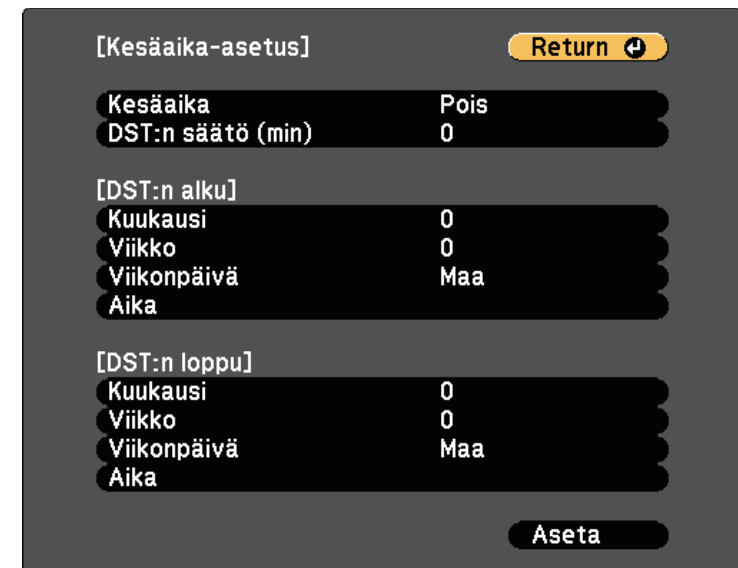 [Kesäaika-asetus] Return
Kesäaika Pois
DST:n säätö (min) 0
[DST:n alku]
Kuukausi 0
Viikko 0
Viikonpäivä Maa
Aika
[DST:n loppu]
Kuukausi 0
Viikko 0
Viikonpäivä Maa
Aika
Aseta